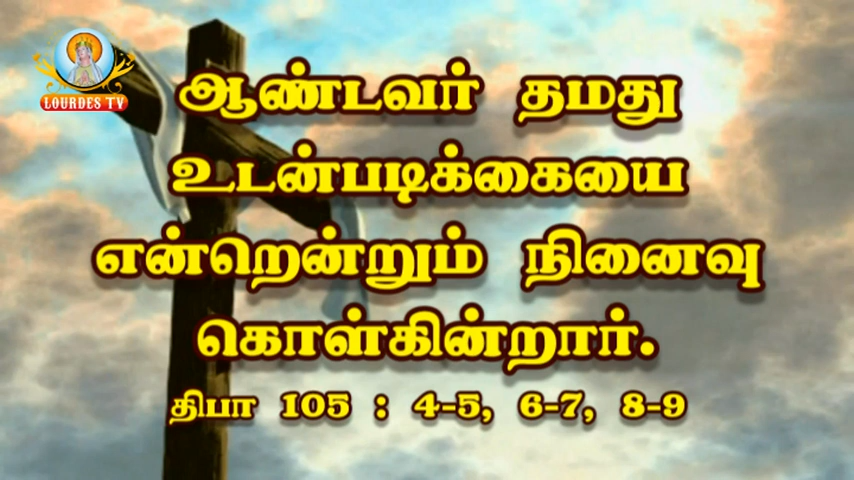 LOURDES TV
ஆண்டவர் தமது
உடன்படிக்கையை
என்றென்றும் நினைவு
கொள்கின்றார்.
திபா 105 : 4-5, 6-7, 8-9